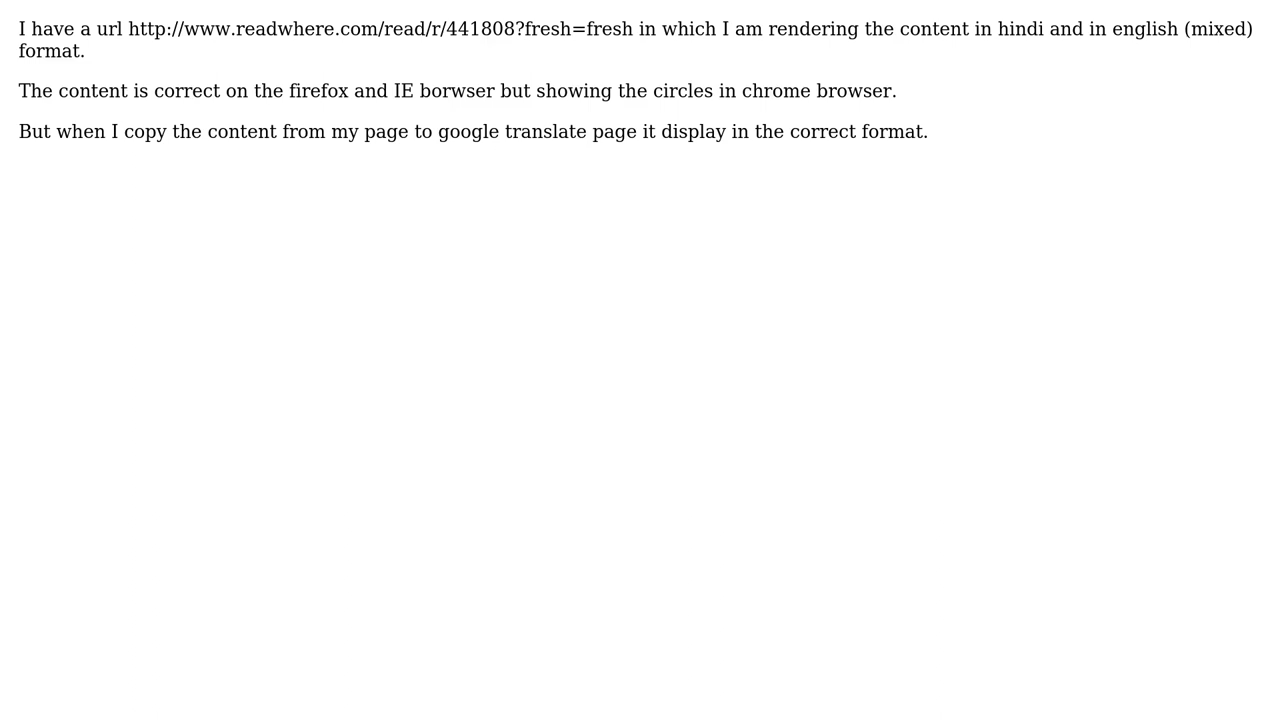 I have a url http://www.readwhere.com/read/r/441808?fresh=fresh in which I am rendering the content in hindi and in english (mixed)
format.
The content is correct on the firefox and IE borwser but showing the circles in chrome browser.
But when I copy the content from my page to google translate page it display in the correct format.